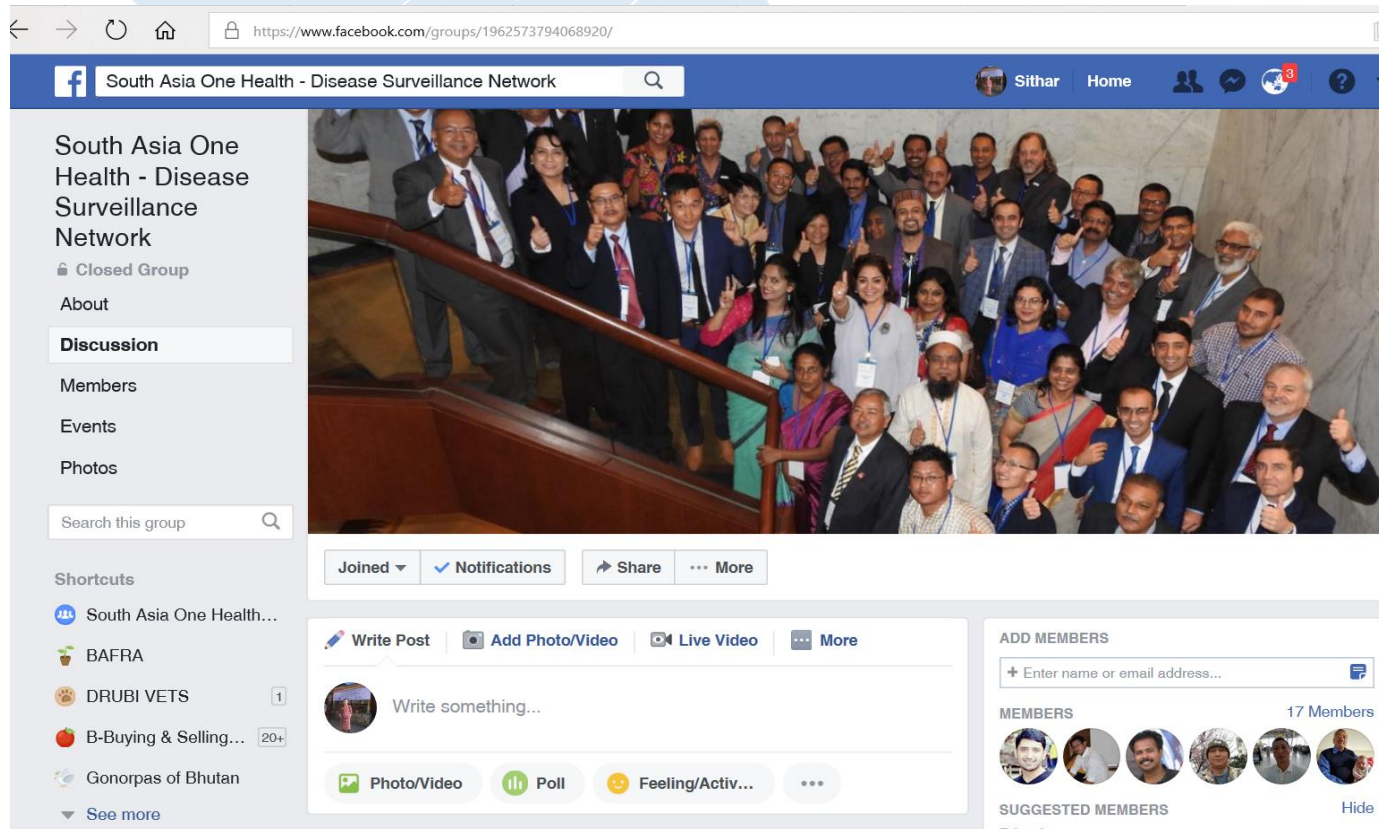 https://www.facebook.com/groups/1962573794068920/
South Asia One Health - Disease Surveillance Network
Sithar
Home
3
South Asia One
Health - Disease
Surveillance
Network
Closed Group
About
Discussion
Members
Events
Photos
Search this group
Shortcuts
South Asia One Health…
BAFRA
DRUBI VETS 1
B-Buying & Selling… 20+
Gonorpas of Bhutan
See more
Joined
Notifications
Share
More
Write Post
Add Photo/Video
Live Video
More
Write something...
Photo/Video
Poll
Feeling/Activ…
ADD MEMBERS
+ Enter name or email address...
MEMBERS
17 Members
SUGGESTED MEMBERS
Hide